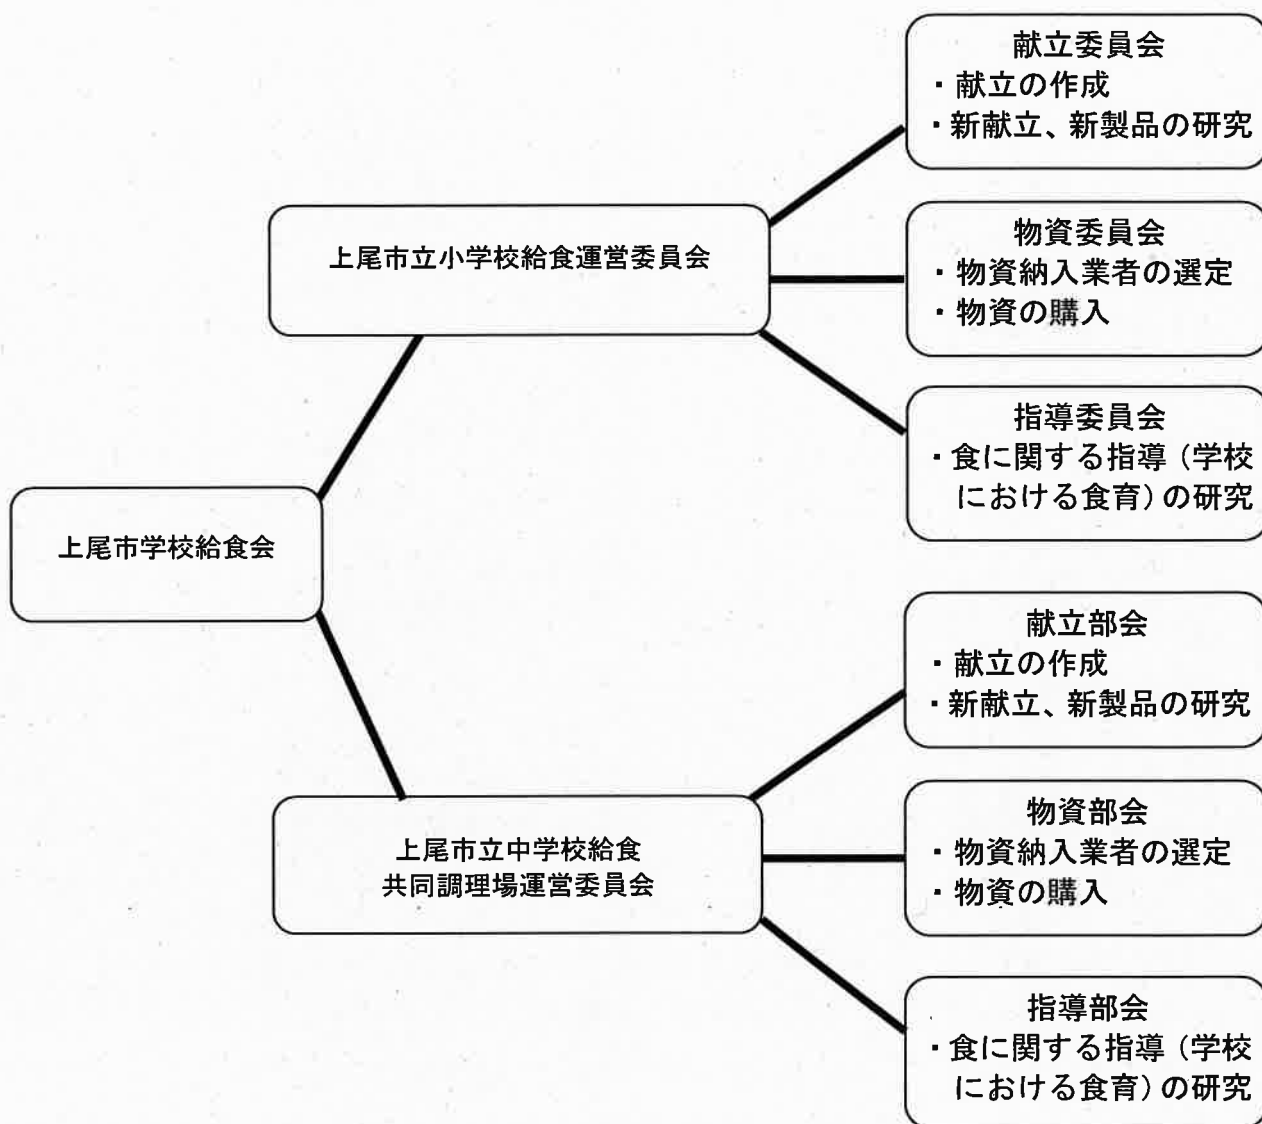 献立委員会
・献立の作成
・新献立、新製品の研究
上尾市立小学校給食運営委員会
物資委員会
・物資納入業者の選定
・物資の購入
指導委員会
・食に関する指導（学校
における食育）の研究
上尾市学校給食会
献立部会
・献立の作成
・新献立、新製品の研究
上尾市立中学校給食
共同調理場運営委員会
物資部会
・物資納入業者の選定
・物資の購入
指導部会
・食に関する指導（学校
における食育）の研究